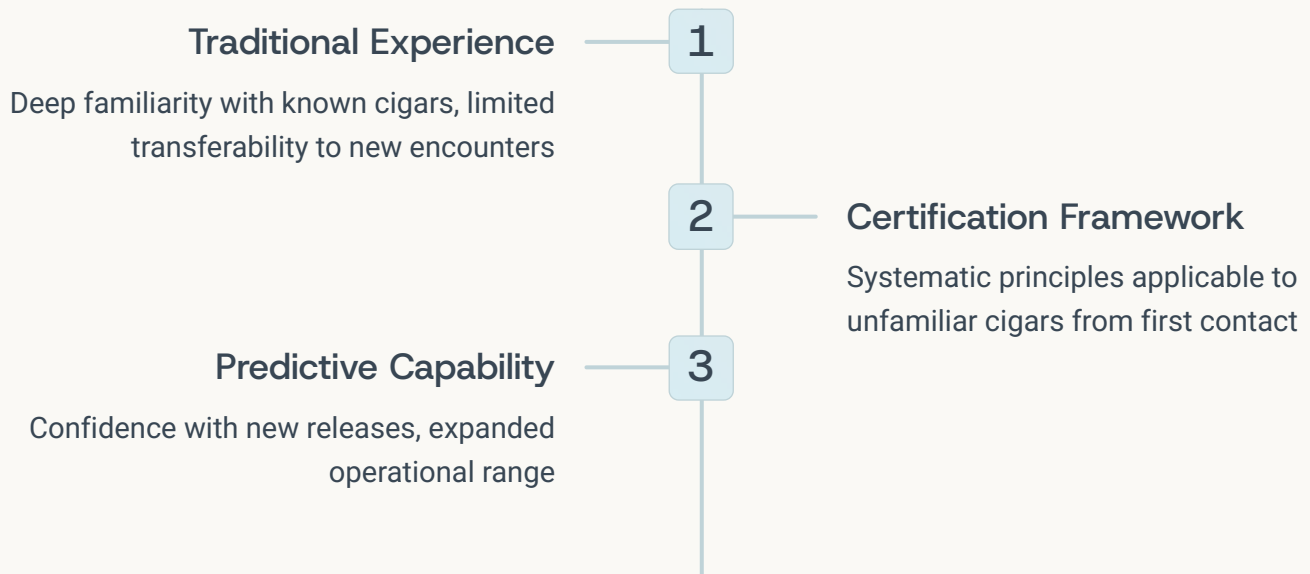 Traditional Experience
1
Deep familiarity with known cigars, limited
transferability to new encounters
2
Certification Framework
Systematic principles applicable to
unfamiliar cigars from first contact
Predictive Capability
3
Confidence with new releases, expanded
operational range